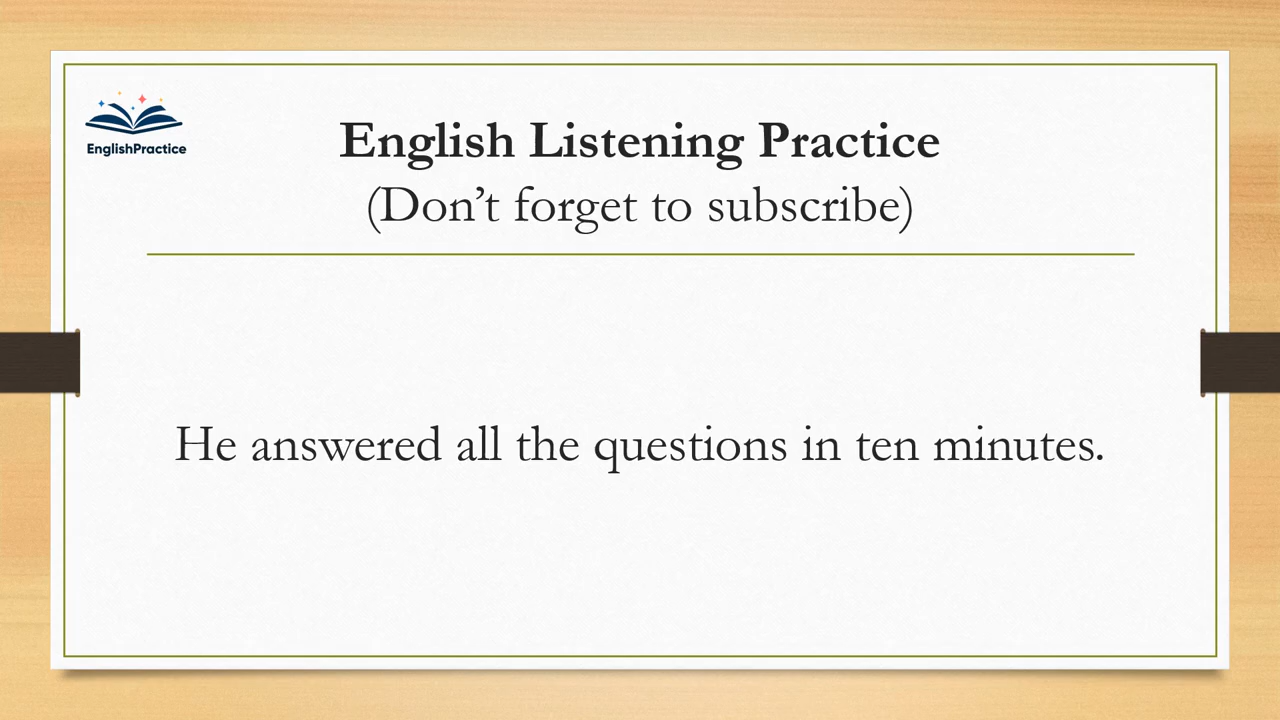 EnglishPractice
English Listening Practice
(Don’t forget to subscribe)
He answered all the questions in ten minutes.